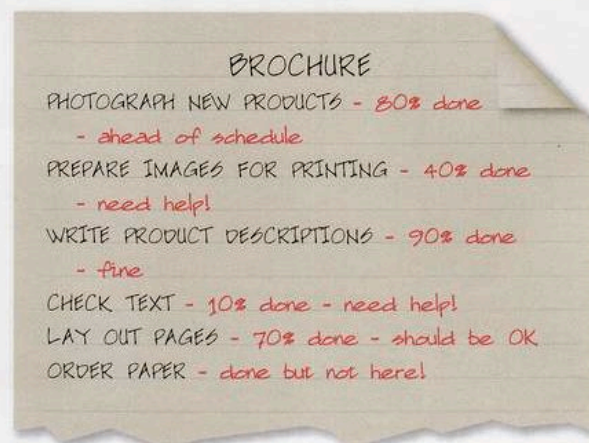 BROCHURE
PHOTOGRAPH NEW PRODUCTS - 80% done
- ahead of schedule
PREPARE IMAGES FOR PRINTING - 40% done
- need help!
WRITE PRODUCT DESCRIPTIONS - 90% done
- fine
CHECK TEXT - 10% done - need help!
LAY OUT PAGES - 70% done - should be OK
ORDER PAPER - done but not here!